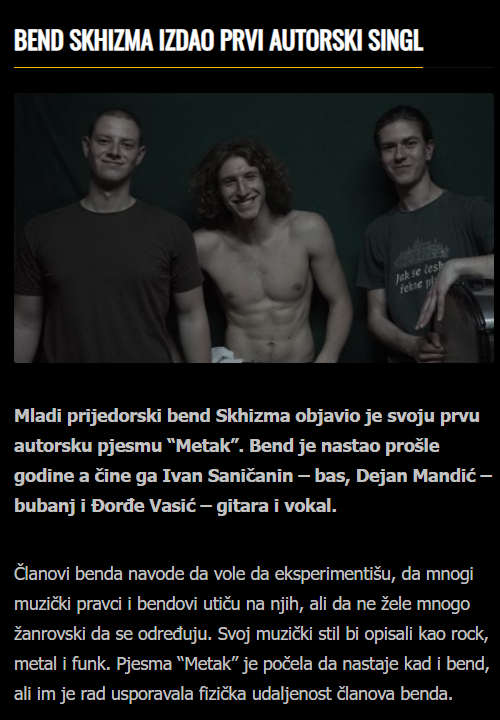 BEND SKHIZMA IZDAO PRVI AUTORSKI SINGL
Jak se česk
řekne pi
Mladi prijedorski bend Skhizma objavio je svoju prvu
autorsku pjesmu “Metak”. Bend je nastao prošle
godine a čine ga Ivan Saničanin – bas, Dejan Mandić –
bubanj i Đorđe Vasić – gitara i vokal.
Članovi benda navode da vole da eksperimentišu, da mnogi
muzički pravci i bendovi utiču na njih, ali da ne žele mnogo
žanrovski da se određuju. Svoj muzički stil bi opisali kao rock,
metal i funk. Pjesma “Metak” je počela da nastaje kad i bend,
ali im je rad usporavala fizička udaljenost članova benda.